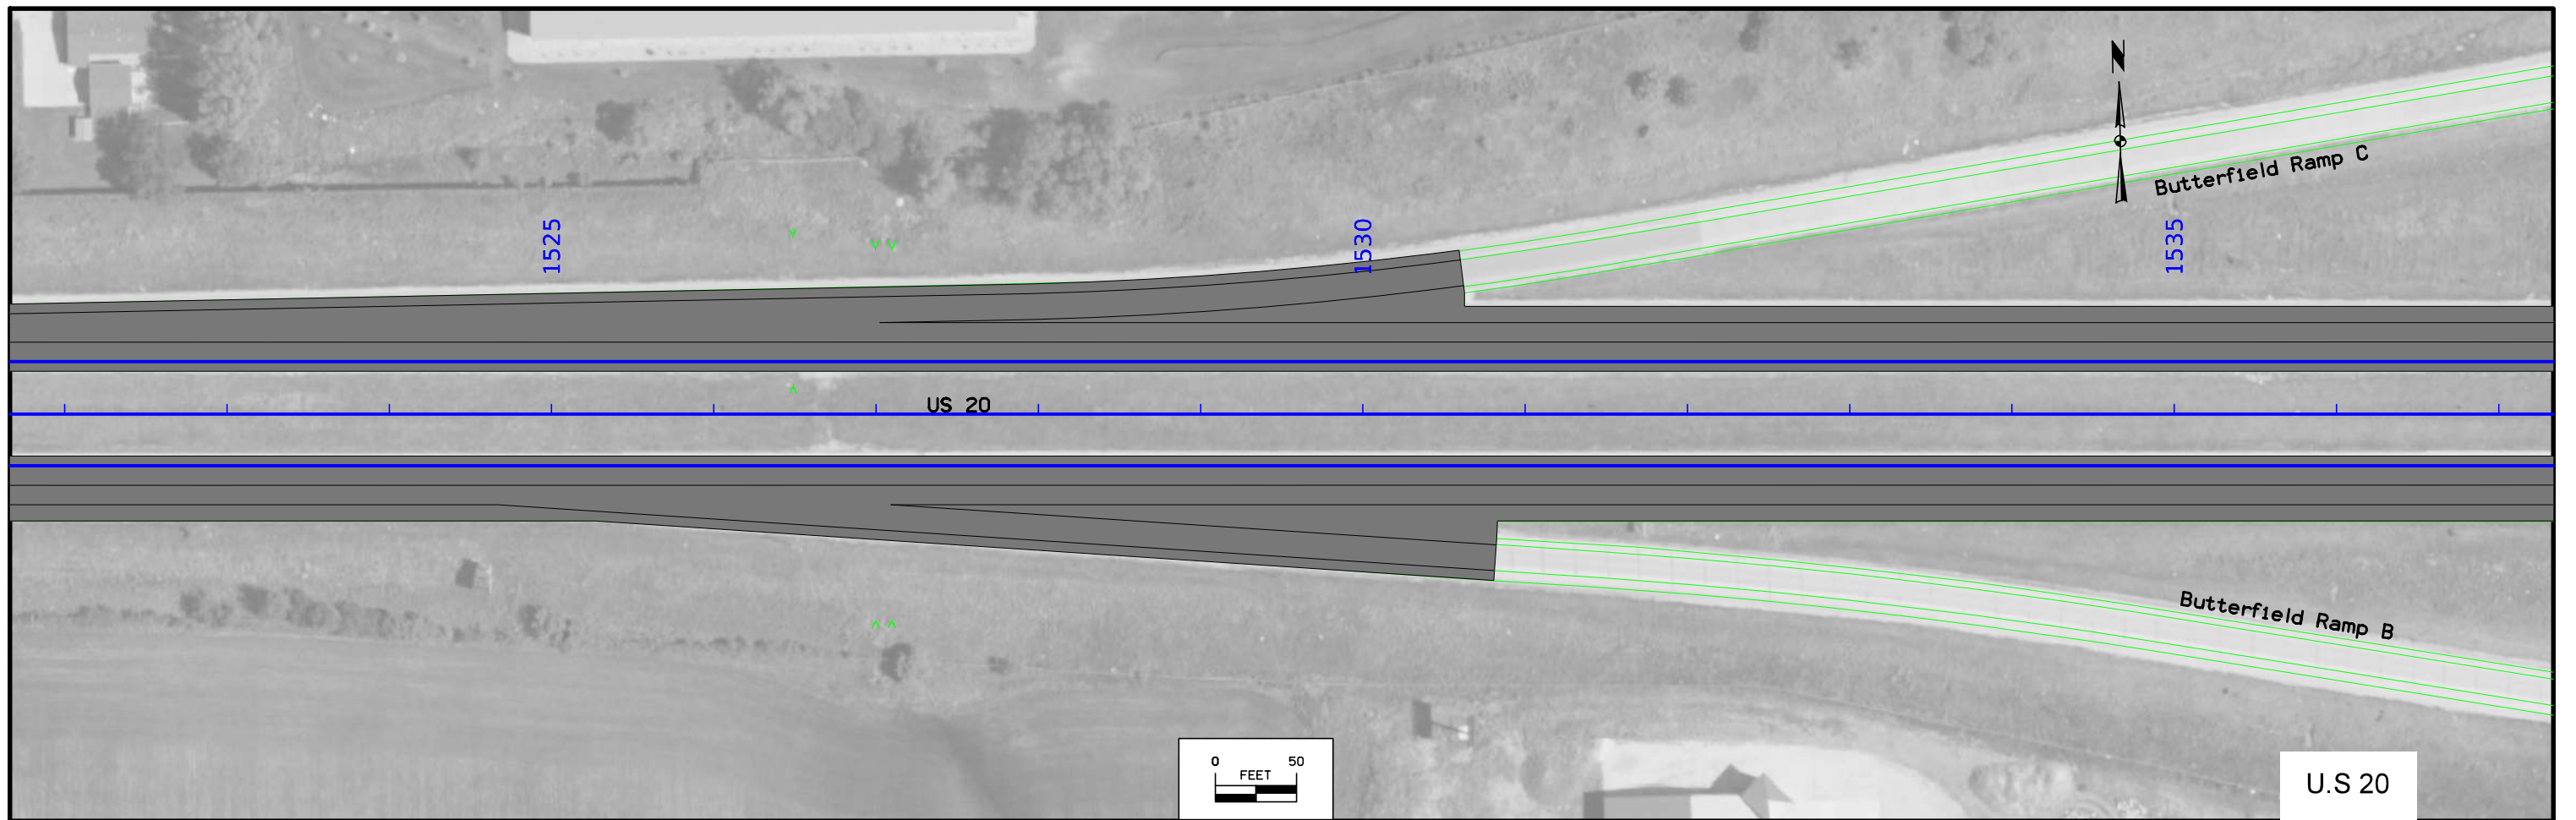 N
Butterfield Ramp C
1525
1530
1535
US 20
Butterfield Ramp B
0 50
FEET
U.S 20